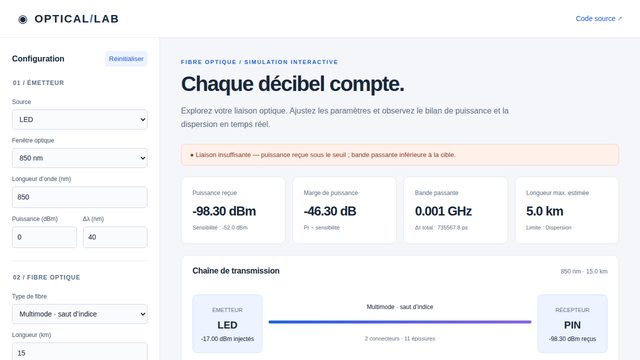 OPTICAL/LAB
Code source ↗
Configuration
Réinitialiser
01 / ÉMETTEUR
Source
LED
Fenêtre optique
850 nm
Longueur d'onde (nm)
850
Puissance (dBm)
Δλ (nm)
0
40
02 / FIBRE OPTIQUE
Type de fibre
Multimode · saut d'indice
Longueur (km)
15
FIBRE OPTIQUE / SIMULATION INTERACTIVE
Chaque décibel compte.
Explorez votre liaison optique. Ajustez les paramètres et observez le bilan de puissance et la
dispersion en temps réel.
● Liaison insuffisante — puissance reçue sous le seuil ; bande passante inférieure à la cible.
Puissance reçue
-98.30 dBm
Sensibilité : -52.0 dBm
Marge de puissance
-46.30 dB
Pr − sensibilité
Bande passante
0.001 GHz
Δτ total : 735567.8 ps
Longueur max. estimée
5.0 km
Limite : Dispersion
Chaîne de transmission
850 nm · 15.0 km
ÉMETTEUR
LED
-17.00 dBm injectés
Multimode · saut d'indice
2 connecteurs · 11 épissures
RÉCEPTEUR
PIN
-98.30 dBm reçus